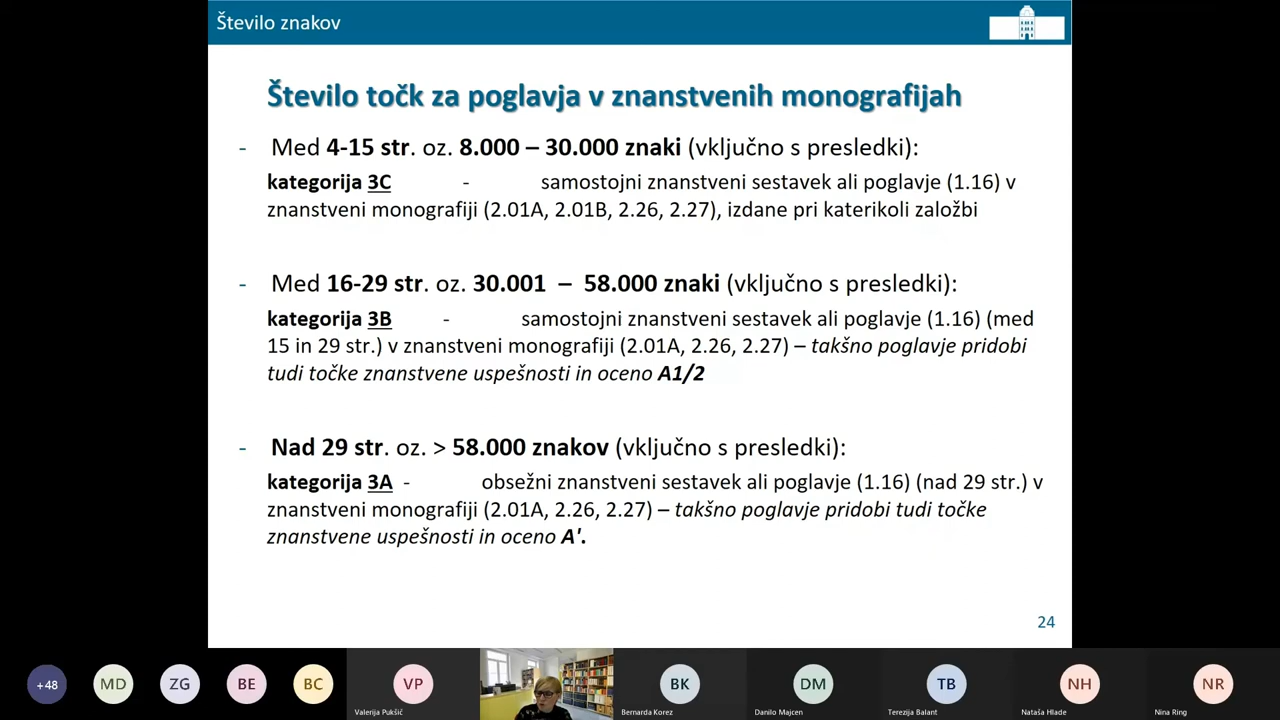 Število znakov
Število točk za poglavja v znanstvenih monografijah
- Med 4-15 str. oz. 8.000 – 30.000 znaki (vključno s presledki):
kategorija 3C - samostojni znanstveni sestavek ali poglavje (1.16) v
znanstveni monografiji (2.01A, 2.01B, 2.26, 2.27), izdane pri katerikoli založbi
- Med 16-29 str. oz. 30.001 – 58.000 znaki (vključno s presledki):
kategorija 3B - samostojni znanstveni sestavek ali poglavje (1.16) (med
15 in 29 str.) v znanstveni monografiji (2.01A, 2.26, 2.27) – takšno poglavje pridobi
tudi točke znanstvene uspešnosti in oceno A1/2
- Nad 29 str. oz. > 58.000 znakov (vključno s presledki):
kategorija 3A - obsežni znanstveni sestavek ali poglavje (1.16) (nad 29 str.) v
znanstveni monografiji (2.01A, 2.26, 2.27) – takšno poglavje pridobi tudi točke
znanstvene uspešnosti in oceno A'.
24
+48 MD ZG BE BC VP BK DM TB NH NR
Valerija Pukšič Bernarda Korez Danilo Majcen Terezija Balant Nataša Hlade Nina Ring